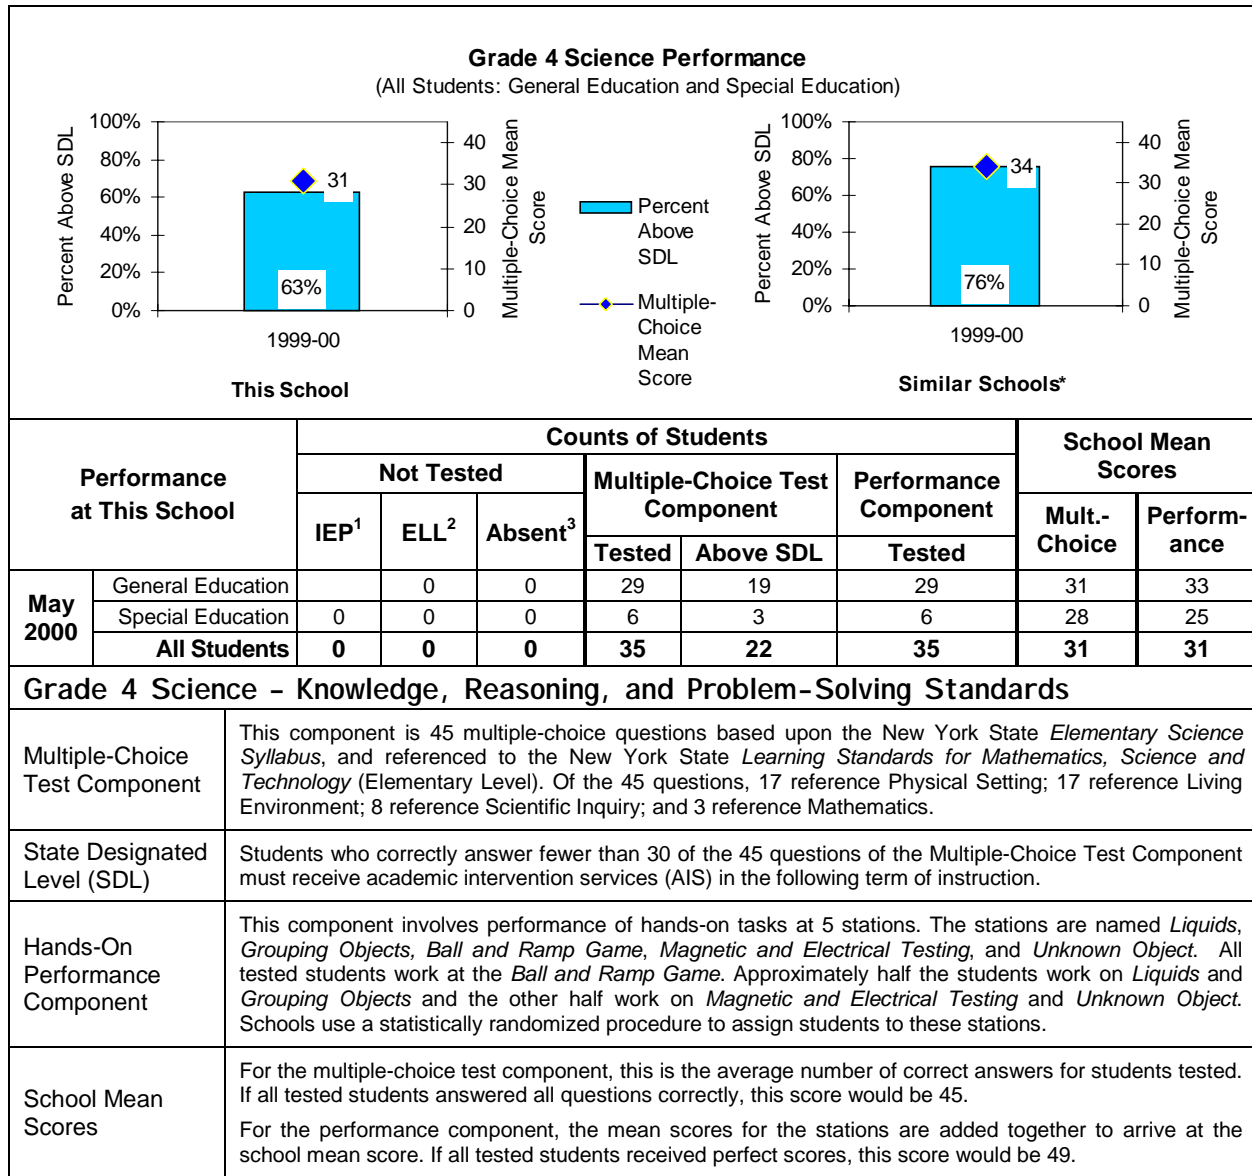 Grade 4 Science Performance
(All Students: General Education and Special Education)
Percent Above SDL
100%
80%
60%
40%
20%
0%
31
63%
1999-00
40
30
20
10
0
Multiple-Choice Mean
Score
This School
Percent
Above
SDL
Multiple-
Choice
Mean
Score
Percent Above SDL
100%
80%
60%
40%
20%
0%
34
76%
1999-00
40
30
20
10
0
Multiple-Choice Mean
Score
Similar Schools*
Performance
at This School
Counts of Students
School Mean
Scores
Not Tested
Multiple-Choice Test
Component
Performance
Component
IEP1 ELL2 Absent3
Mult.-
Choice
Perform-
ance
Tested Above SDL Tested
May
2000
General Education 0 0 29 19 29 31 33
Special Education 0 0 0 6 3 6 28 25
All Students 0 0 0 35 22 35 31 31
Grade 4 Science – Knowledge, Reasoning, and Problem-Solving Standards
Multiple-Choice
Test Component
This component is 45 multiple-choice questions based upon the New York State Elementary Science
Syllabus, and referenced to the New York State Learning Standards for Mathematics, Science and
Technology (Elementary Level). Of the 45 questions, 17 reference Physical Setting; 17 reference Living
Environment; 8 reference Scientific Inquiry; and 3 reference Mathematics.
State Designated
Level (SDL)
Students who correctly answer fewer than 30 of the 45 questions of the Multiple-Choice Test Component
must receive academic intervention services (AIS) in the following term of instruction.
Hands-On
Performance
Component
This component involves performance of hands-on tasks at 5 stations. The stations are named Liquids,
Grouping Objects, Ball and Ramp Game, Magnetic and Electrical Testing, and Unknown Object. All
tested students work at the Ball and Ramp Game. Approximately half the students work on Liquids and
Grouping Objects and the other half work on Magnetic and Electrical Testing and Unknown Object.
Schools use a statistically randomized procedure to assign students to these stations.
School Mean
Scores
For the multiple-choice test component, this is the average number of correct answers for students tested.
If all tested students answered all questions correctly, this score would be 45.
For the performance component, the mean scores for the stations are added together to arrive at the
school mean score. If all tested students received perfect scores, this score would be 49.